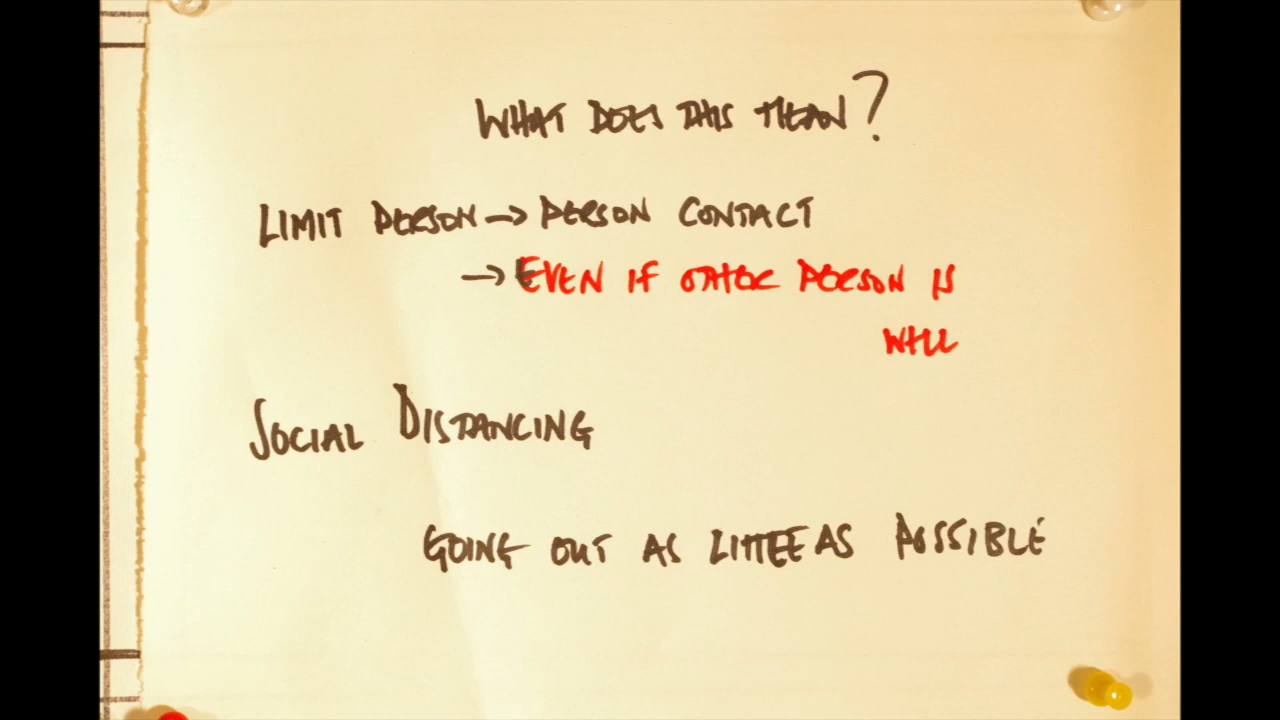 WHAT DOES THIS MEAN?
LIMIT PERSON → PERSON CONTACT
→ EVEN IF OTHER PERSON IS
WELL
SOCIAL DISTANCING
GOING OUT AS LITTLE AS POSSIBLE